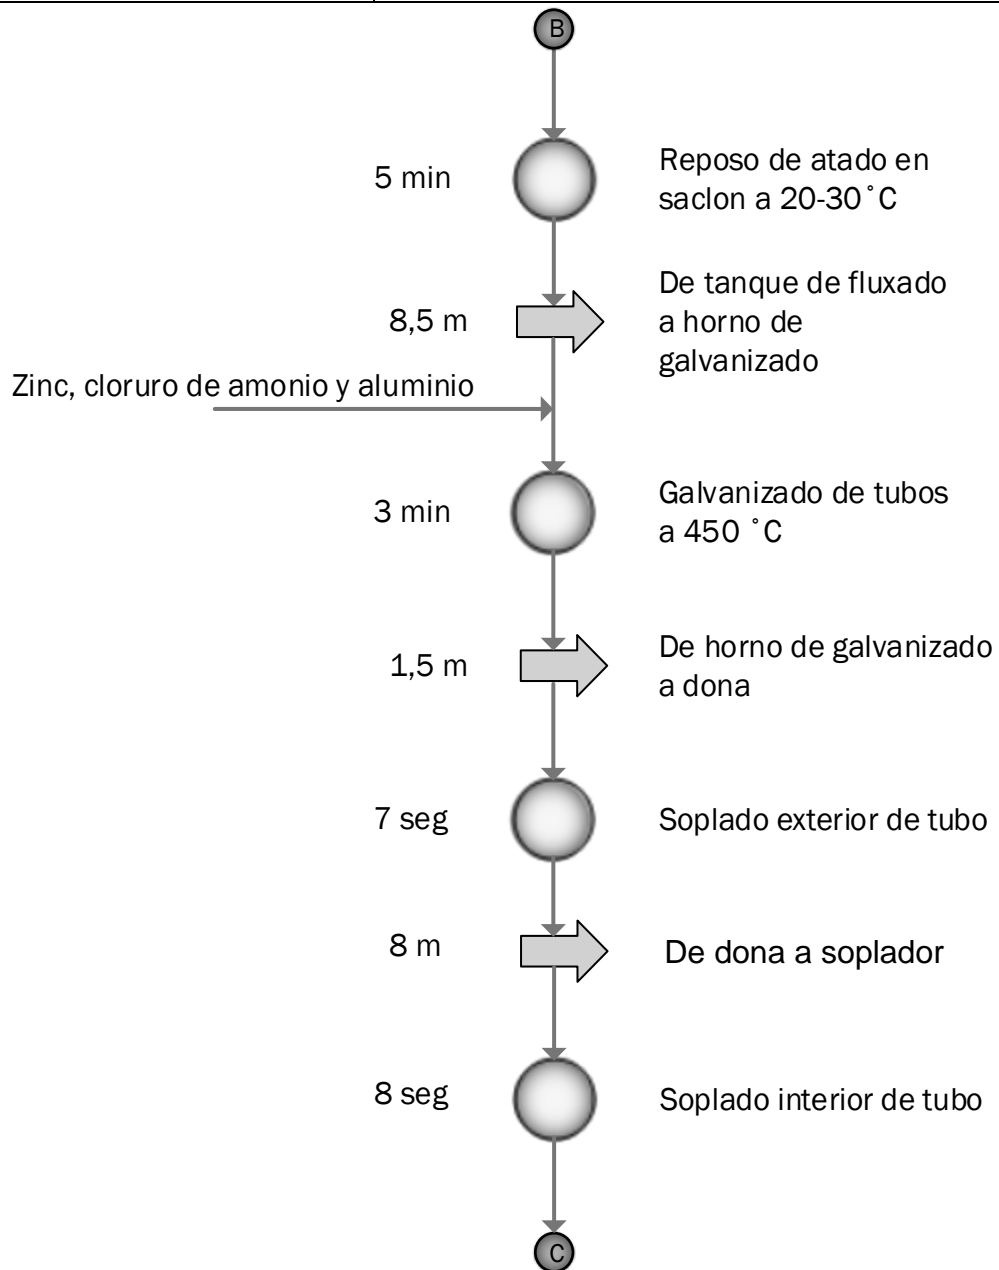 B
5 min
Reposo de atado en
saclon a 20-30˚C
8,5 m
De tanque de fluxado
a horno de
galvanizado
Zinc, cloruro de amonio y aluminio
3 min
Galvanizado de tubos
a 450 ˚C
1,5 m
De horno de galvanizado
a dona
7 seg
Soplado exterior de tubo
8 m
De dona a soplador
8 seg
Soplado interior de tubo
C